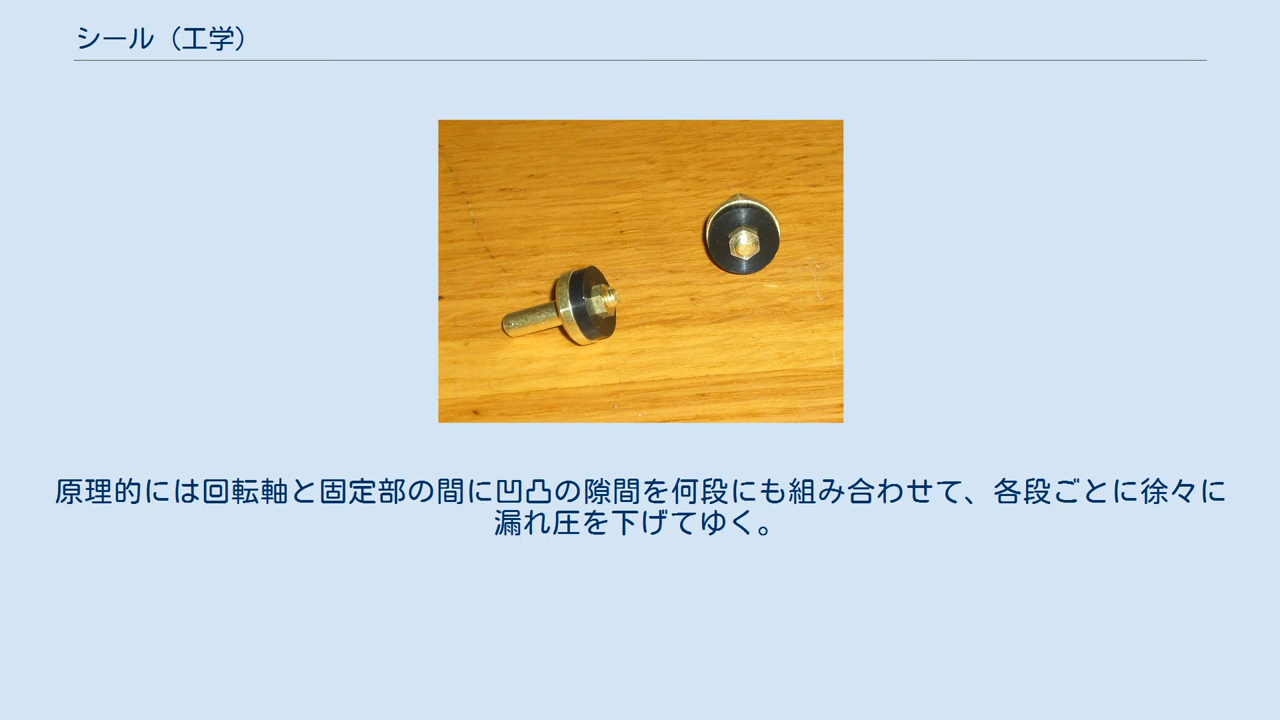 シール（工学）
原理的には回転軸と固定部の間に凹凸の隙間を何段にも組み合わせて、各段ごとに徐々に
漏れ圧を下げてゆく。